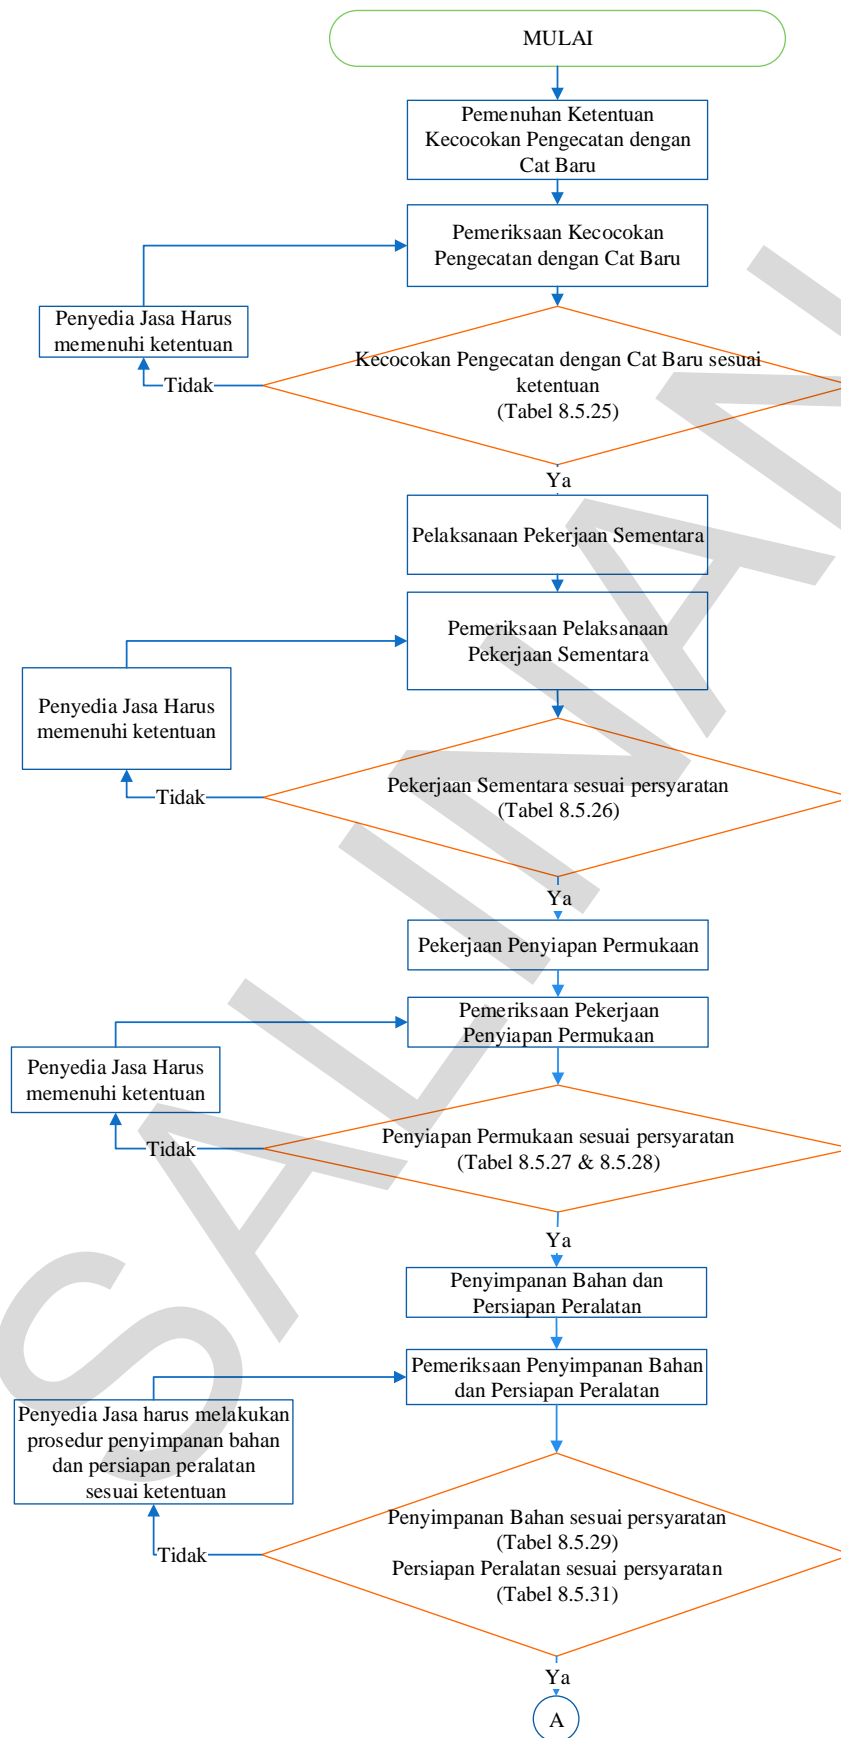 MULAI
Pemenuhan Ketentuan
Kecocokan Pengecatan dengan
Cat Baru
Pemeriksaan Kecocokan
Pengecatan dengan Cat Baru
Penyedia Jasa Harus
memenuhi ketentuan
Kecocokan Pengecatan dengan Cat Baru sesuai
ketentuan
(Tabel 8.5.25)
Tidak
Ya
Pelaksanaan Pekerjaan Sementara
Pemeriksaan Pelaksanaan
Pekerjaan Sementara
Penyedia Jasa Harus
memenuhi ketentuan
Pekerjaan Sementara sesuai persyaratan
(Tabel 8.5.26)
Tidak
Ya
Pekerjaan Penyiapan Permukaan
Pemeriksaan Pekerjaan
Penyiapan Permukaan
Penyedia Jasa Harus
memenuhi ketentuan
Penyiapan Permukaan sesuai persyaratan
(Tabel 8.5.27 & 8.5.28)
Tidak
Ya
Penyimpanan Bahan dan
Persiapan Peralatan
Pemeriksaan Penyimpanan Bahan
dan Persiapan Peralatan
Penyedia Jasa harus melakukan
prosedur penyimpanan bahan
dan persiapan peralatan
sesuai ketentuan
Penyimpanan Bahan sesuai persyaratan
(Tabel 8.5.29)
Persiapan Peralatan sesuai persyaratan
(Tabel 8.5.31)
Tidak
Ya
A
SALINAN